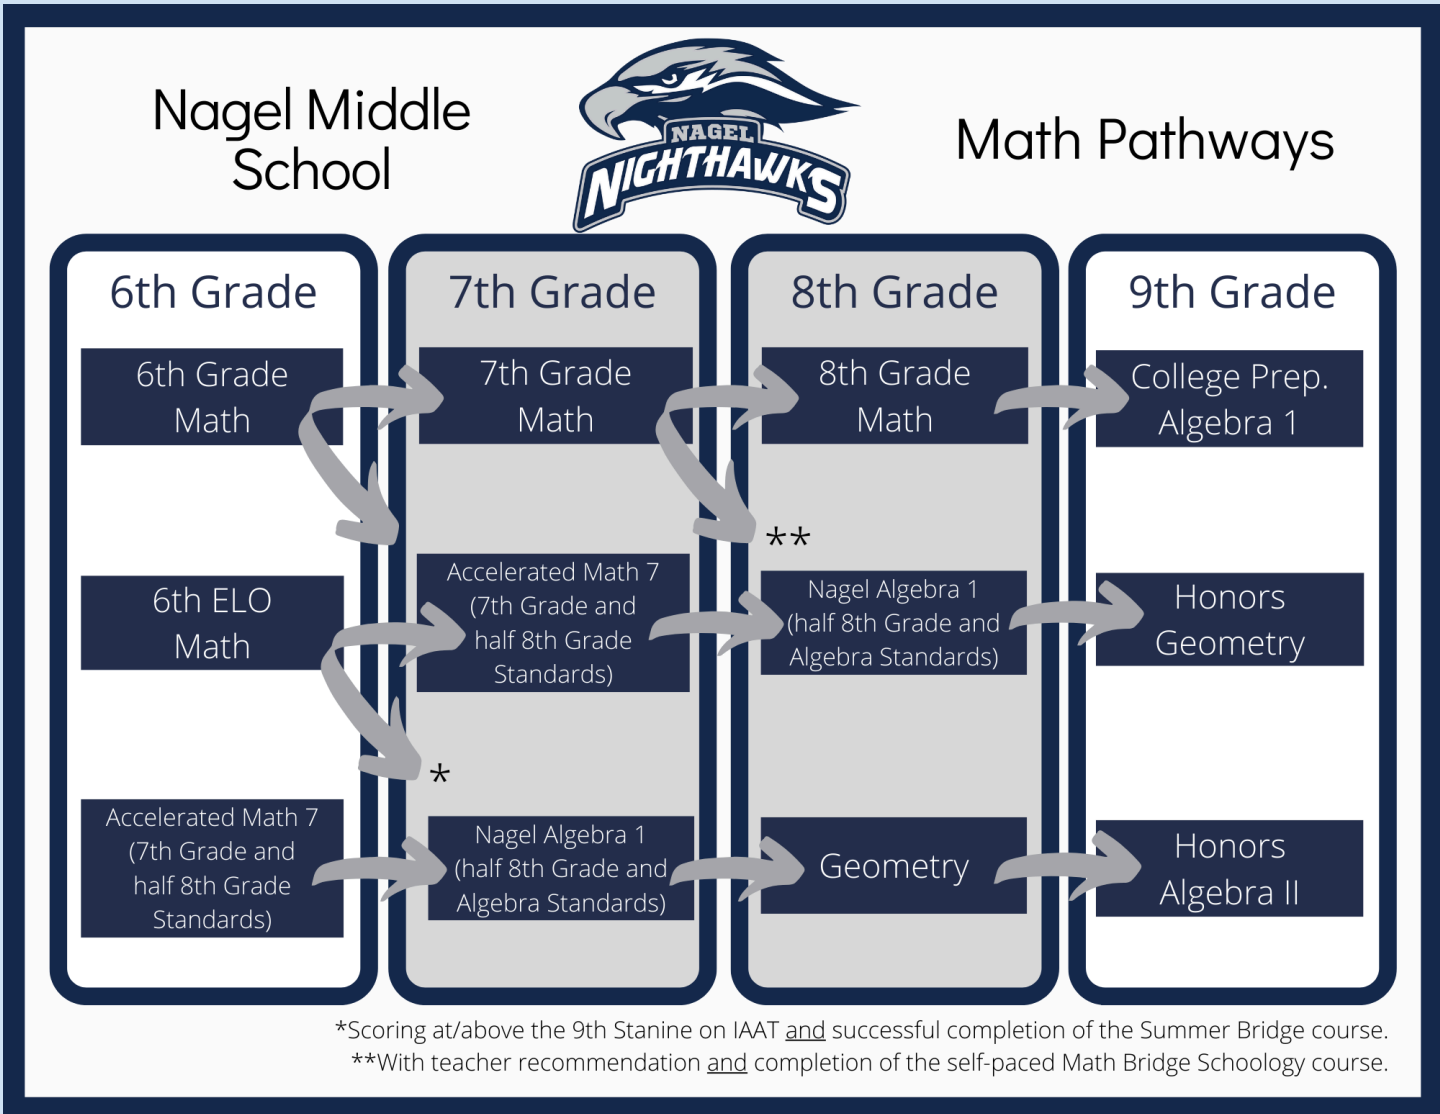 Nagel Middle
School
NAGEL
NIGHTHAWKS
Math Pathways
6th Grade
6th Grade
Math
6th ELO
Math
Accelerated Math 7
(7th Grade and
half 8th Grade
Standards)
7th Grade
7th Grade
Math
Accelerated Math 7
(7th Grade and
half 8th Grade
Standards)
*
Nagel Algebra 1
(half 8th Grade and
Algebra Standards)
8th Grade
8th Grade
Math
**
Nagel Algebra 1
(half 8th Grade and
Algebra Standards)
Geometry
9th Grade
College Prep.
Algebra 1
Honors
Geometry
Honors
Algebra II
*Scoring at/above the 9th Stanine on IAAT and successful completion of the Summer Bridge course.
**With teacher recommendation and completion of the self-paced Math Bridge Schoology course.